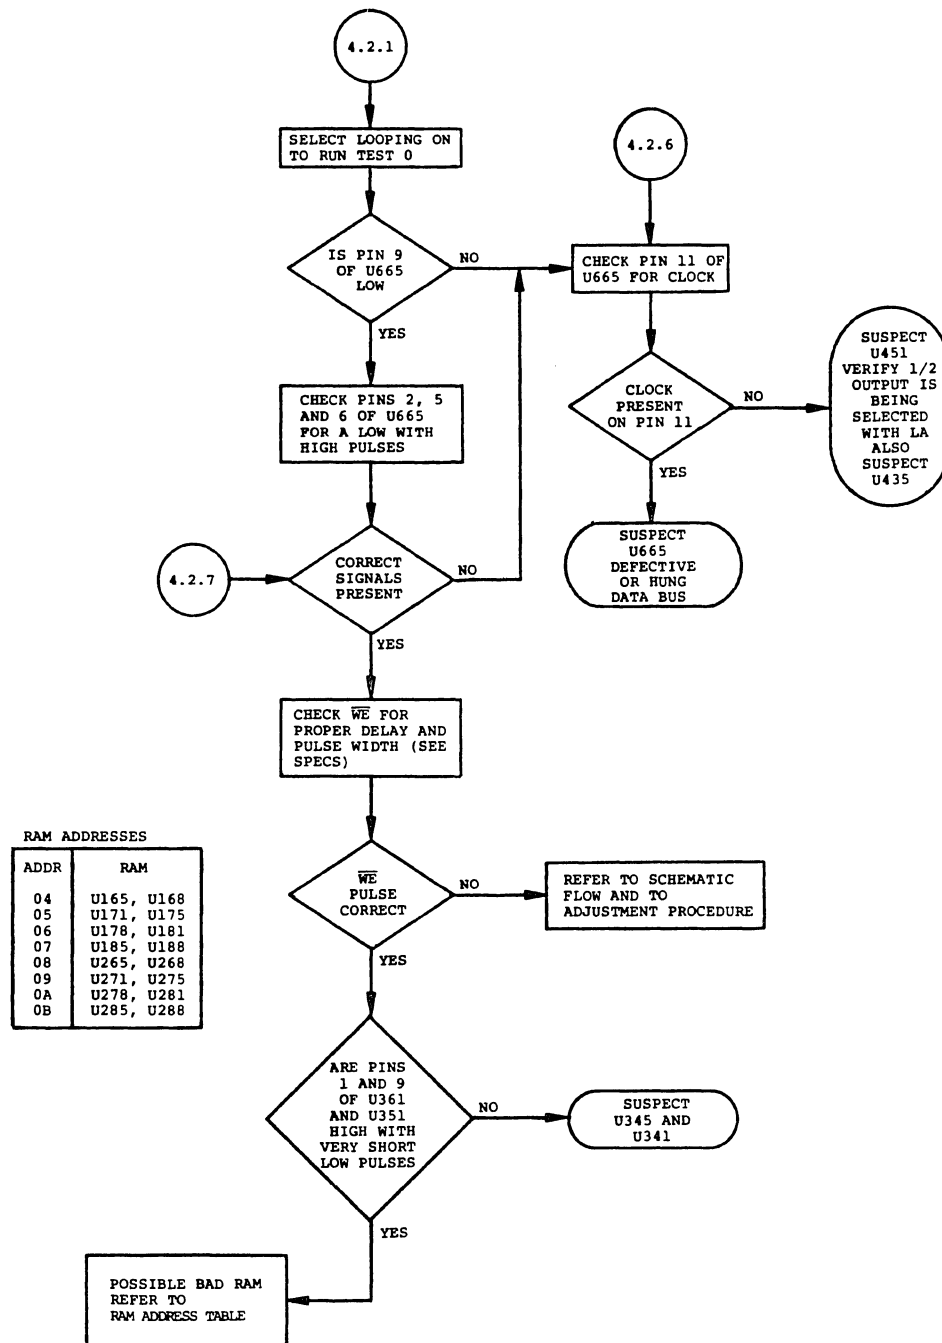 4.2.1
SELECT LOOPING ON
TO RUN TEST 0
IS PIN 9
OF U665
LOW
NO
YES
CHECK PINS 2, 5
AND 6 OF U665
FOR A LOW WITH
HIGH PULSES
4.2.7
CORRECT
SIGNALS
PRESENT
NO
YES
4.2.6
CHECK PIN 11 OF
U665 FOR CLOCK
CLOCK
PRESENT
ON PIN 11
NO
YES
SUSPECT
U451
VERIFY 1/2
OUTPUT IS
BEING
SELECTED
WITH LA
ALSO
SUSPECT
U435
SUSPECT
U665
DEFECTIVE
OR HUNG
DATA BUS
CHECK W̅E̅ FOR
PROPER DELAY AND
PULSE WIDTH (SEE
SPECS)
W̅E̅
PULSE
CORRECT
NO
YES
REFER TO SCHEMATIC
FLOW AND TO
ADJUSTMENT PROCEDURE
RAM ADDRESSES
ADDR RAM
04 U165, U168
05 U171, U175
06 U178, U181
07 U185, U188
08 U265, U268
09 U271, U275
0A U278, U281
0B U285, U288
ARE PINS
1 AND 9
OF U361
AND U351
HIGH WITH
VERY SHORT
LOW PULSES
NO
YES
SUSPECT
U345 AND
U341
POSSIBLE BAD RAM
REFER TO
RAM ADDRESS TABLE